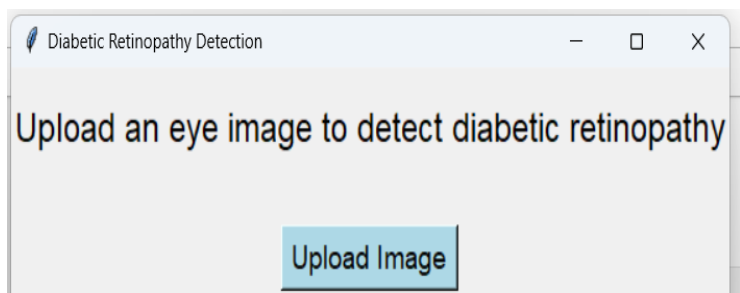 Diabetic Retinopathy Detection
Upload an eye image to detect diabetic retinopathy
Upload Image